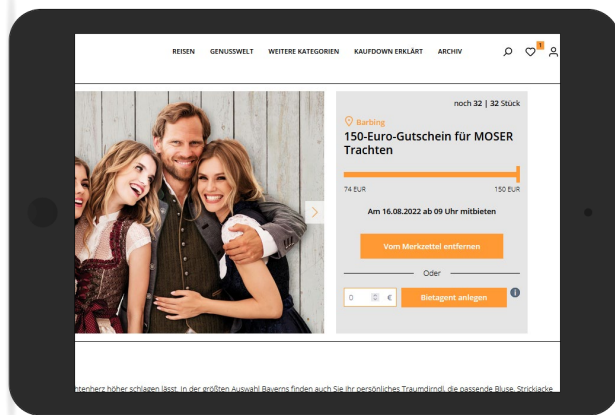 REISEN GENUSSWELT WEITERE KATEGORIEN KAUFDOWN ERKLÄRT ARCHIV 1
noch 32 | 32 Stück
Barbing
150-Euro-Gutschein für MOSER
Trachten
74 EUR 150 EUR
Am 16.08.2022 ab 09 Uhr mitbieten
Vom Merkzettel entfernen
Oder
0 € Bietagent anlegen i
htenherz höher schlagen lässt. In der größten Auswahl Bayerns finden auch Sie Ihr persönliches Traumdirndl, die passende Bluse, Strickjacke